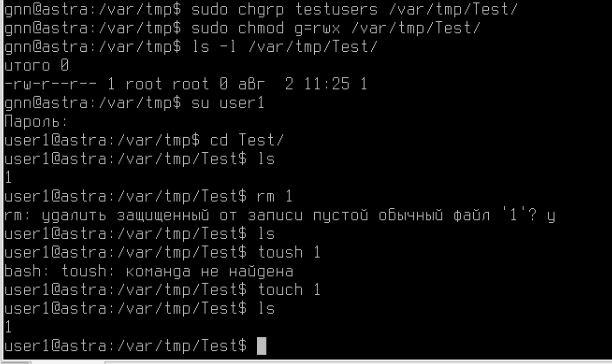 gnn@astra:/var/tmp$ sudo chgrp testusers /var/tmp/Test/
gnn@astra:/var/tmp$ sudo chmod g=rwx /var/tmp/Test/
gnn@astra:/var/tmp$ ls -l /var/tmp/Test/
итого 0
-rw-r--r-- 1 root root 0 авг  2 11:25 1
gnn@astra:/var/tmp$ su user1
Пароль:
user1@astra:/var/tmp$ cd Test/
user1@astra:/var/tmp/Test$ ls
1
user1@astra:/var/tmp/Test$ rm 1
rm: удалить защищенный от записи пустой обычный файл '1'? y
user1@astra:/var/tmp/Test$ ls
user1@astra:/var/tmp/Test$ toush 1
bash: toush: команда не найдена
user1@astra:/var/tmp/Test$ touch 1
user1@astra:/var/tmp/Test$ ls
1
user1@astra:/var/tmp/Test$